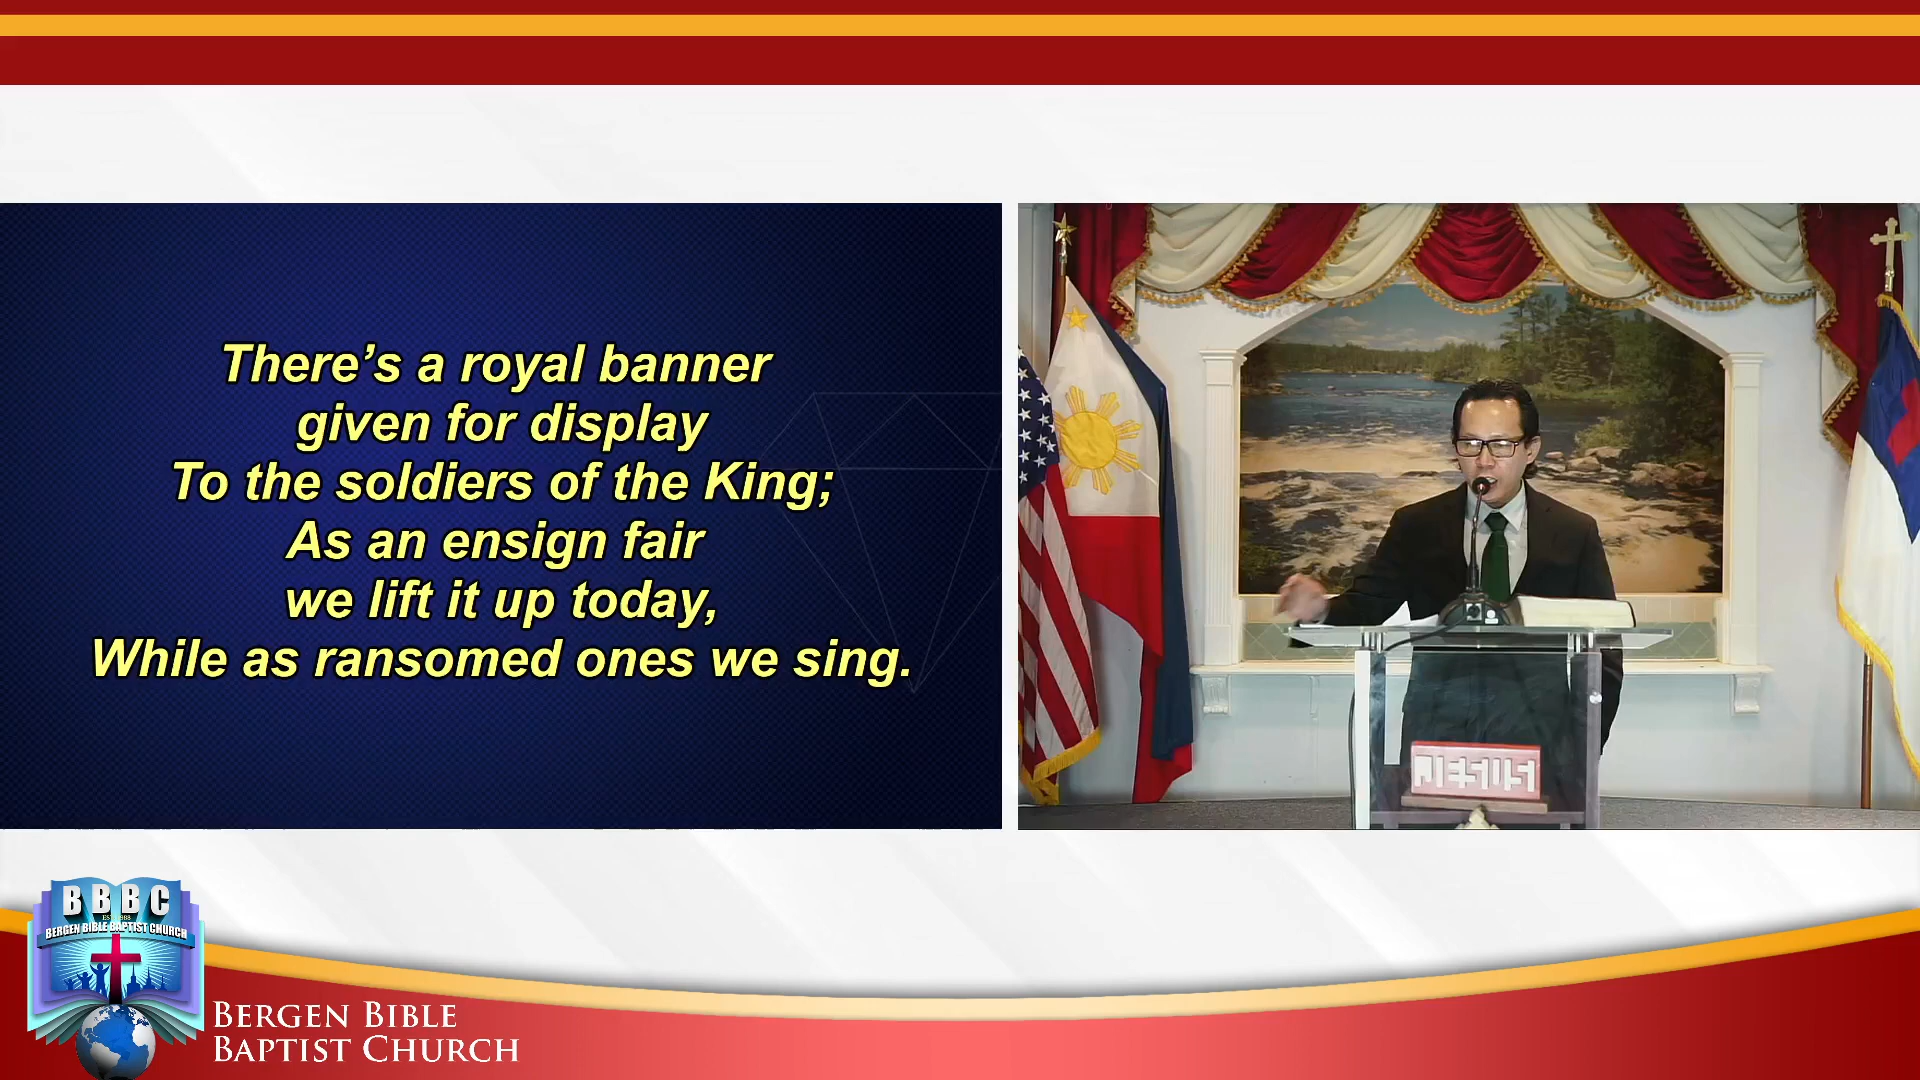 There’s a royal banner
given for display
To the soldiers of the King;
As an ensign fair
we lift it up today,
While as ransomed ones we sing.
JESUS
BBBC
BERGEN BIBLE BAPTIST CHURCH
BERGEN BIBLE
BAPTIST CHURCH